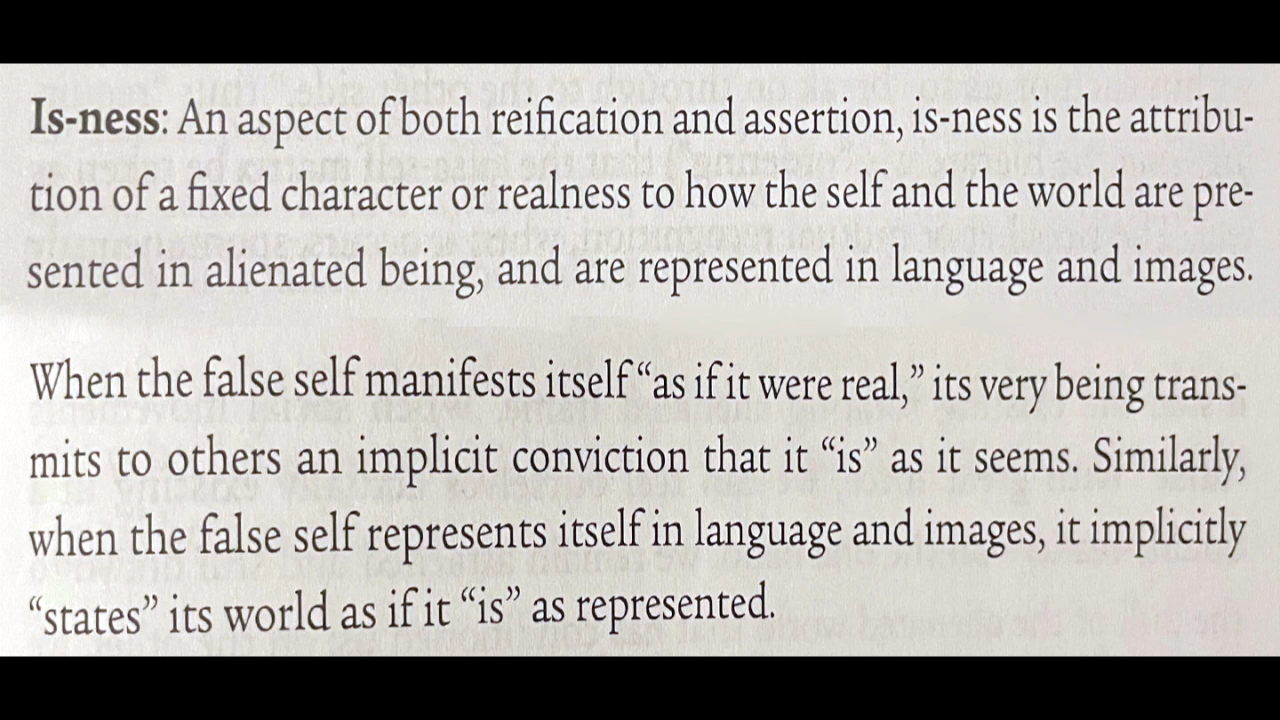 Is-ness: An aspect of both reification and assertion, is-ness is the attribu-
tion of a fixed character or realness to how the self and the world are pre-
sented in alienated being, and are represented in language and images.
When the false self manifests itself “as if it were real,” its very being trans-
mits to others an implicit conviction that it “is” as it seems. Similarly,
when the false self represents itself in language and images, it implicitly
“states” its world as if it “is” as represented.